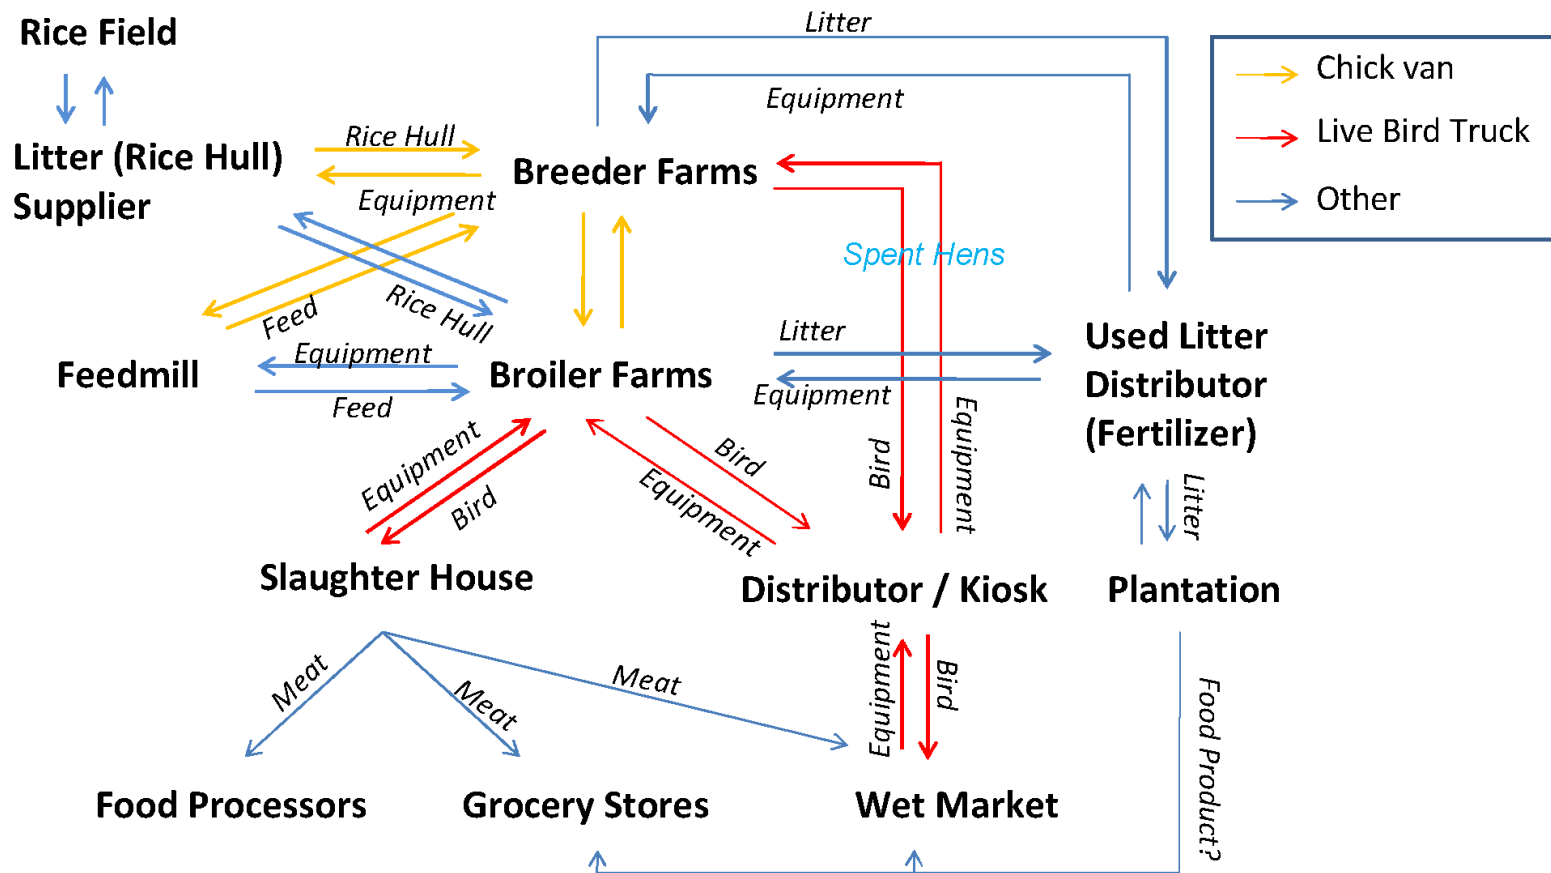 Rice Field
Litter
Chick van
Equipment
Live Bird Truck
Rice Hull
Litter (Rice Hull)
Supplier
Breeder Farms
Equipment
Other
Spent Hens
Feed
Rice Hull
Litter
Used Litter
Distributor
(Fertilizer)
Equipment
Feedmill
Broiler Farms
Feed
Equipment
Equipment
Bird
Bird
Equipment
Bird
Equipment
Litter
Slaughter House
Distributor / Kiosk
Plantation
Meat
Meat
Meat
Equipment
Bird
Food Product?
Food Processors
Grocery Stores
Wet Market